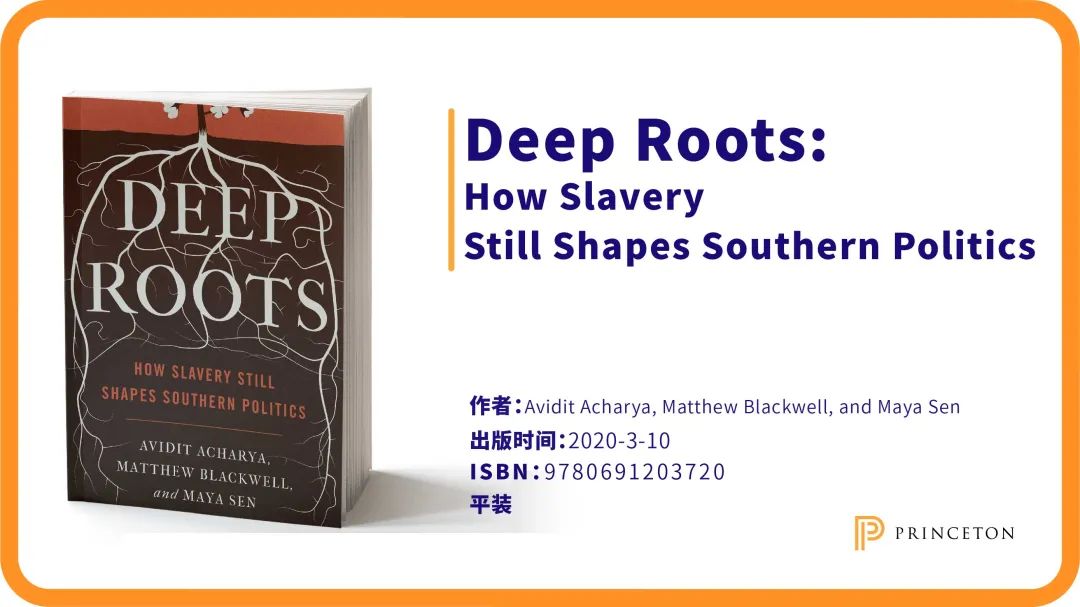 DEEP
ROOTS
HOW SLAVERY STILL
SHAPES SOUTHERN POLITICS
AVIDIT ACHARYA,
MATTHEW BLACKWELL,
and MAYA SEN
Deep Roots:
How Slavery
Still Shapes Southern Politics
作者:Avidit Acharya, Matthew Blackwell, and Maya Sen
出版时间:2020-3-10
ISBN:9780691203720
平装
PRINCETON